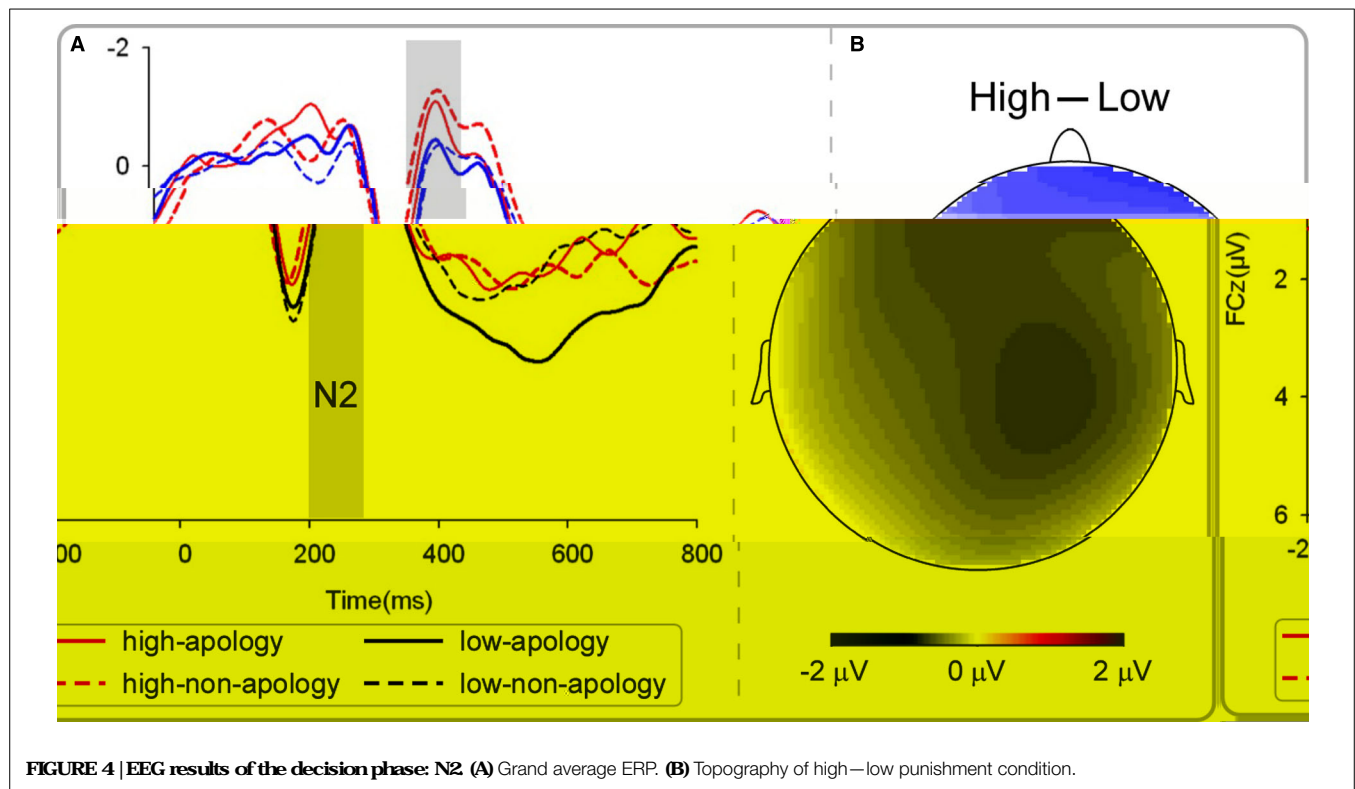 A
-2
B
High — Low
0
FCz(μV)
2
4
N2
6
00 0 200 400 600 800
-2
Time(ms)
high-apology low-apology
high-non-apology low-non-apology
-2 μV 0 μV 2 μV
FIGURE 4 | EEG results of the decision phase: N2. (A) Grand average ERP. (B) Topography of high—low punishment condition.